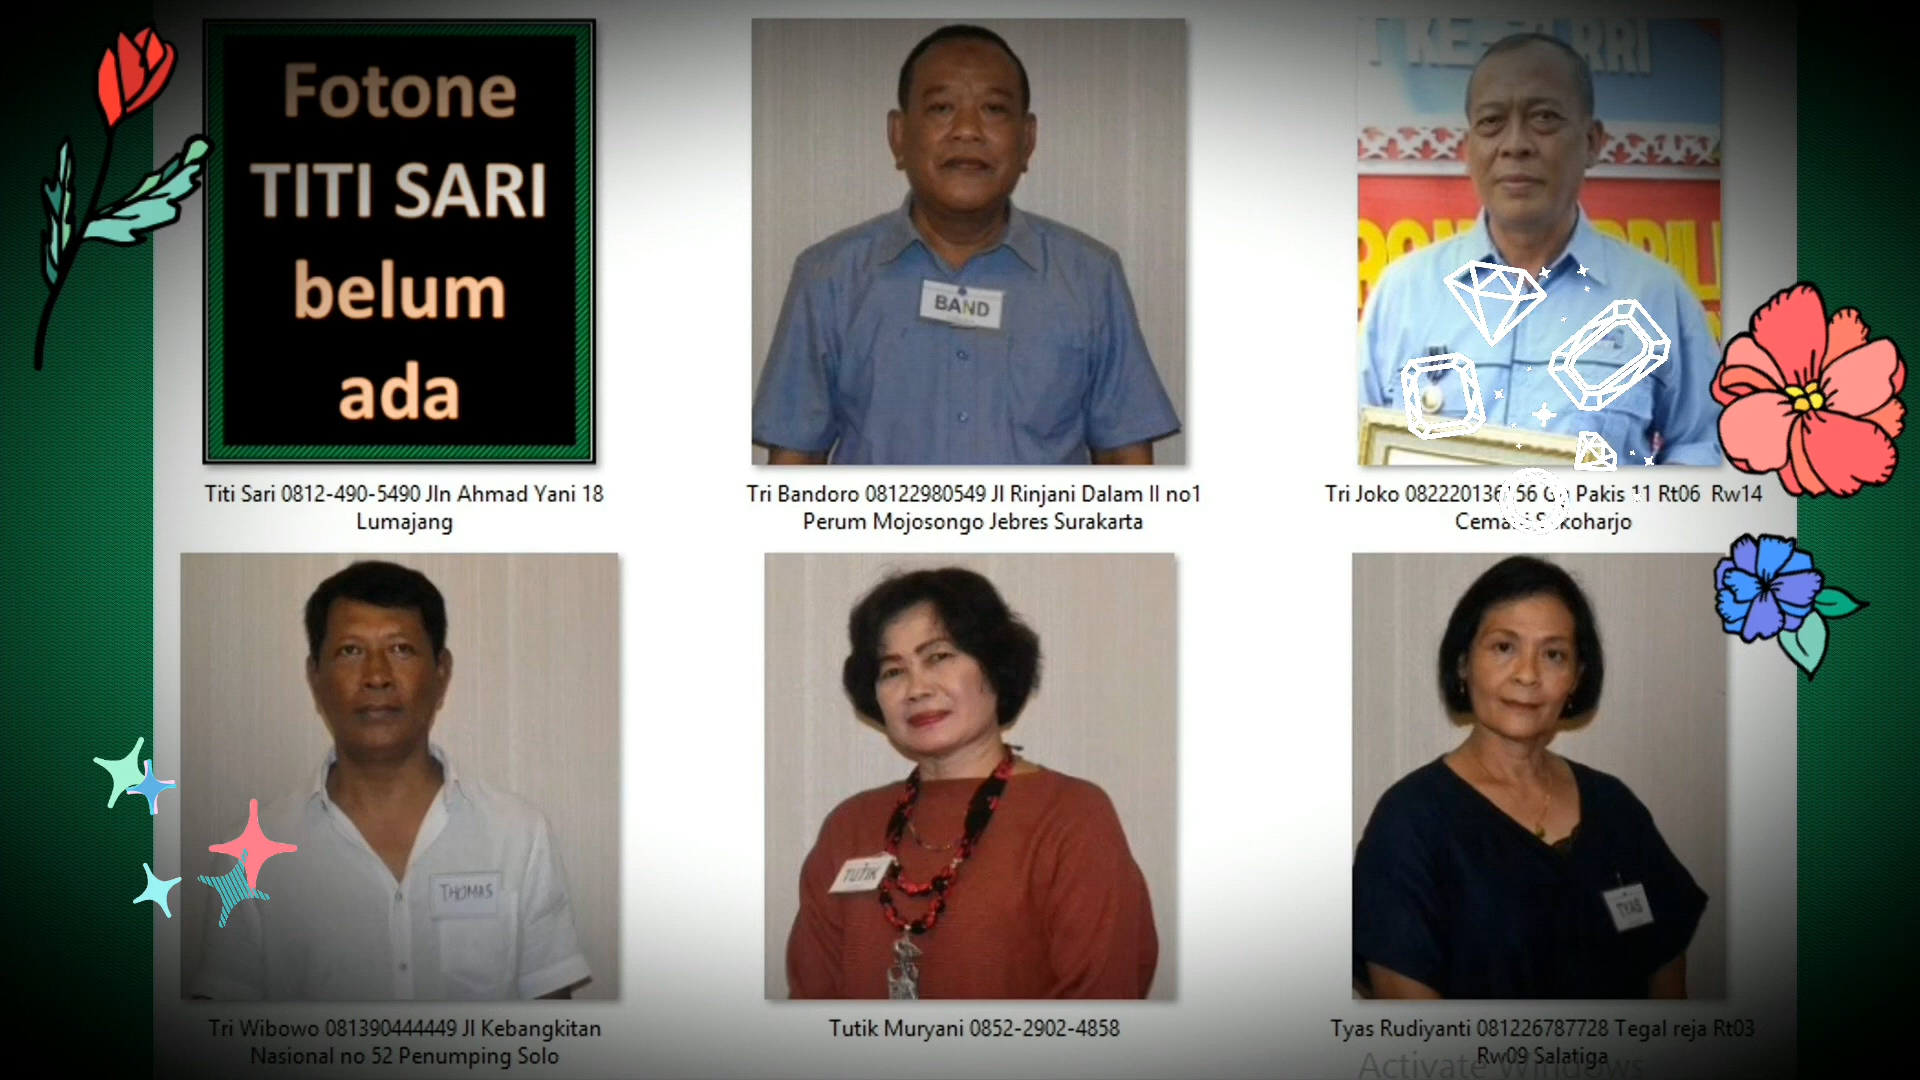 Fotone
TITI SARI
belum
ada
BAND
Titi Sari 0812-490-5490 Jln Ahmad Yani 18
Lumajang
Tri Bandoro 08122980549 Jl Rinjani Dalam II no1
Perum Mojosongo Jebres Surakarta
Tri Joko 082220136156 Pakis 11 Rt06 Rw14
THOMAS
TUTIK
TYAS
Tri Wibowo 081390444449 Jl Kebangkitan
Nasional no 52 Penumping Solo
Tutik Muryani 0852-2902-4858
Tyas Rudiyanti 081226787728 Tegal reja Rt03
Rw09 Salatiga
Activate Windows